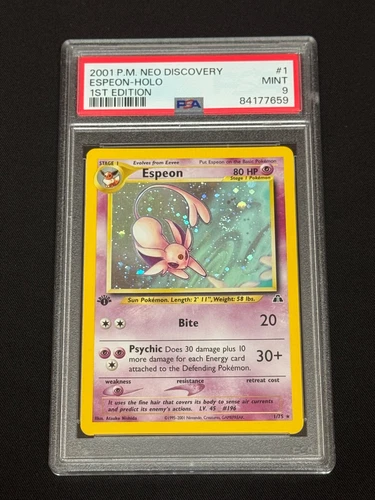 2001 P.M. NEO DISCOVERY #1
ESPEON-HOLO MINT
1ST EDITION 9
PSA 84177659
STAGE 1 Evolves from Eevee Put Espeon on the Basic Pokémon
Espeon 80 HP
Stage 1 Pokémon
Sun Pokémon. Length: 2' 11", Weight: 58 lbs.
Bite 20
Psychic Does 30 damage plus 10
more damage for each Energy card
attached to the Defending Pokémon.
30+
weakness resistance retreat cost
It uses the fine hair that covers its body to sense air currents
and predict its enemy's actions. LV. 45 #196
1/75